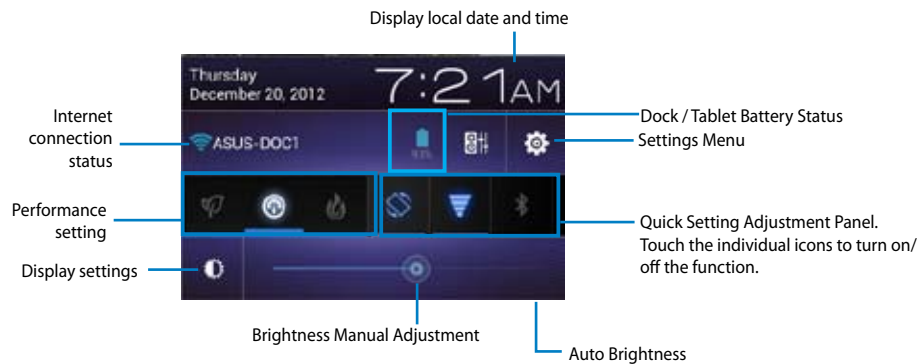 Display local date and time
Thursday
December 20, 2012
7:21AM
Internet
connection
status
ASUS-DOC1
93%
Dock / Tablet Battery Status
Settings Menu
Performance
setting
Quick Setting Adjustment Panel.
Touch the individual icons to turn on/
off the function.
Display settings
Brightness Manual Adjustment
Auto Brightness